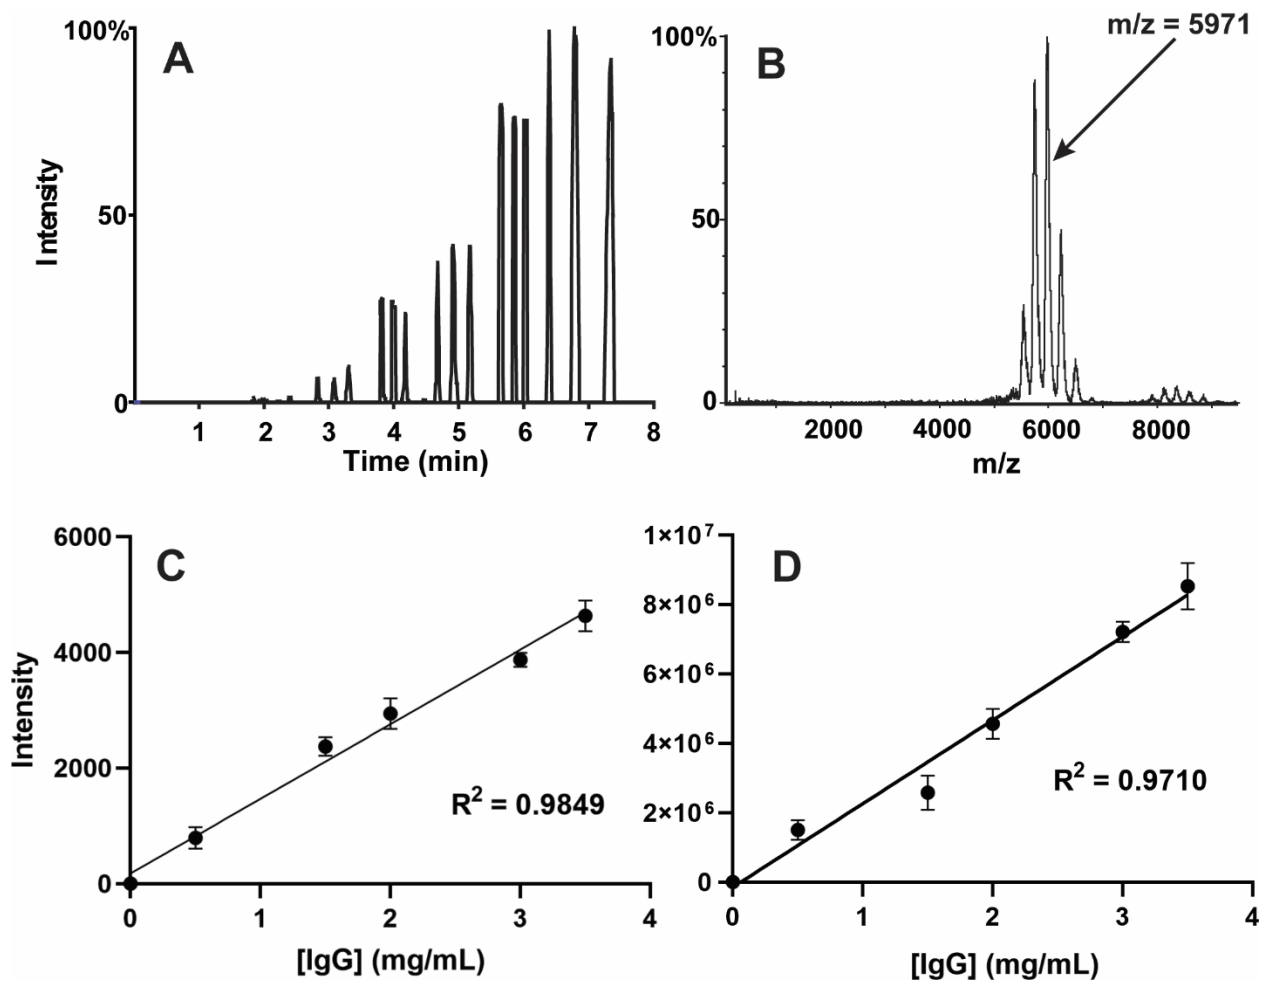 A
100%
50
0
Intensity
1 2 3 4 5 6 7 8
Time (min)
B
m/z = 5971
100%
50
0
2000 4000 6000 8000
m/z
C
6000
4000
2000
0
Intensity
R² = 0.9849
0 1 2 3 4
[IgG] (mg/mL)
D
1×10⁷
8×10⁶
6×10⁶
4×10⁶
2×10⁶
0
R² = 0.9710
0 1 2 3 4
[IgG] (mg/mL)